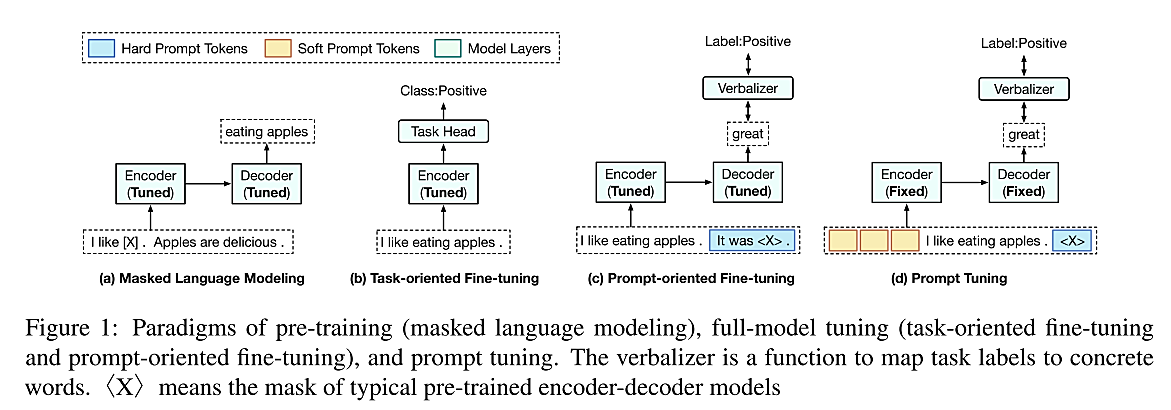 Hard Prompt Tokens
Soft Prompt Tokens
Model Layers
eating apples
Encoder
(Tuned)
Decoder
(Tuned)
I like [X] . Apples are delicious .
(a) Masked Language Modeling
Class:Positive
Task Head
Encoder
(Tuned)
I like eating apples .
(b) Task-oriented Fine-tuning
Label:Positive
Verbalizer
great
Encoder
(Tuned)
Decoder
(Tuned)
I like eating apples . It was <X> .
(c) Prompt-oriented Fine-tuning
Label:Positive
Verbalizer
great
Encoder
(Fixed)
Decoder
(Fixed)
I like eating apples . <X>
(d) Prompt Tuning
Figure 1: Paradigms of pre-training (masked language modeling), full-model tuning (task-oriented fine-tuning
and prompt-oriented fine-tuning), and prompt tuning. The verbalizer is a function to map task labels to concrete
words. ⟨X⟩ means the mask of typical pre-trained encoder-decoder models